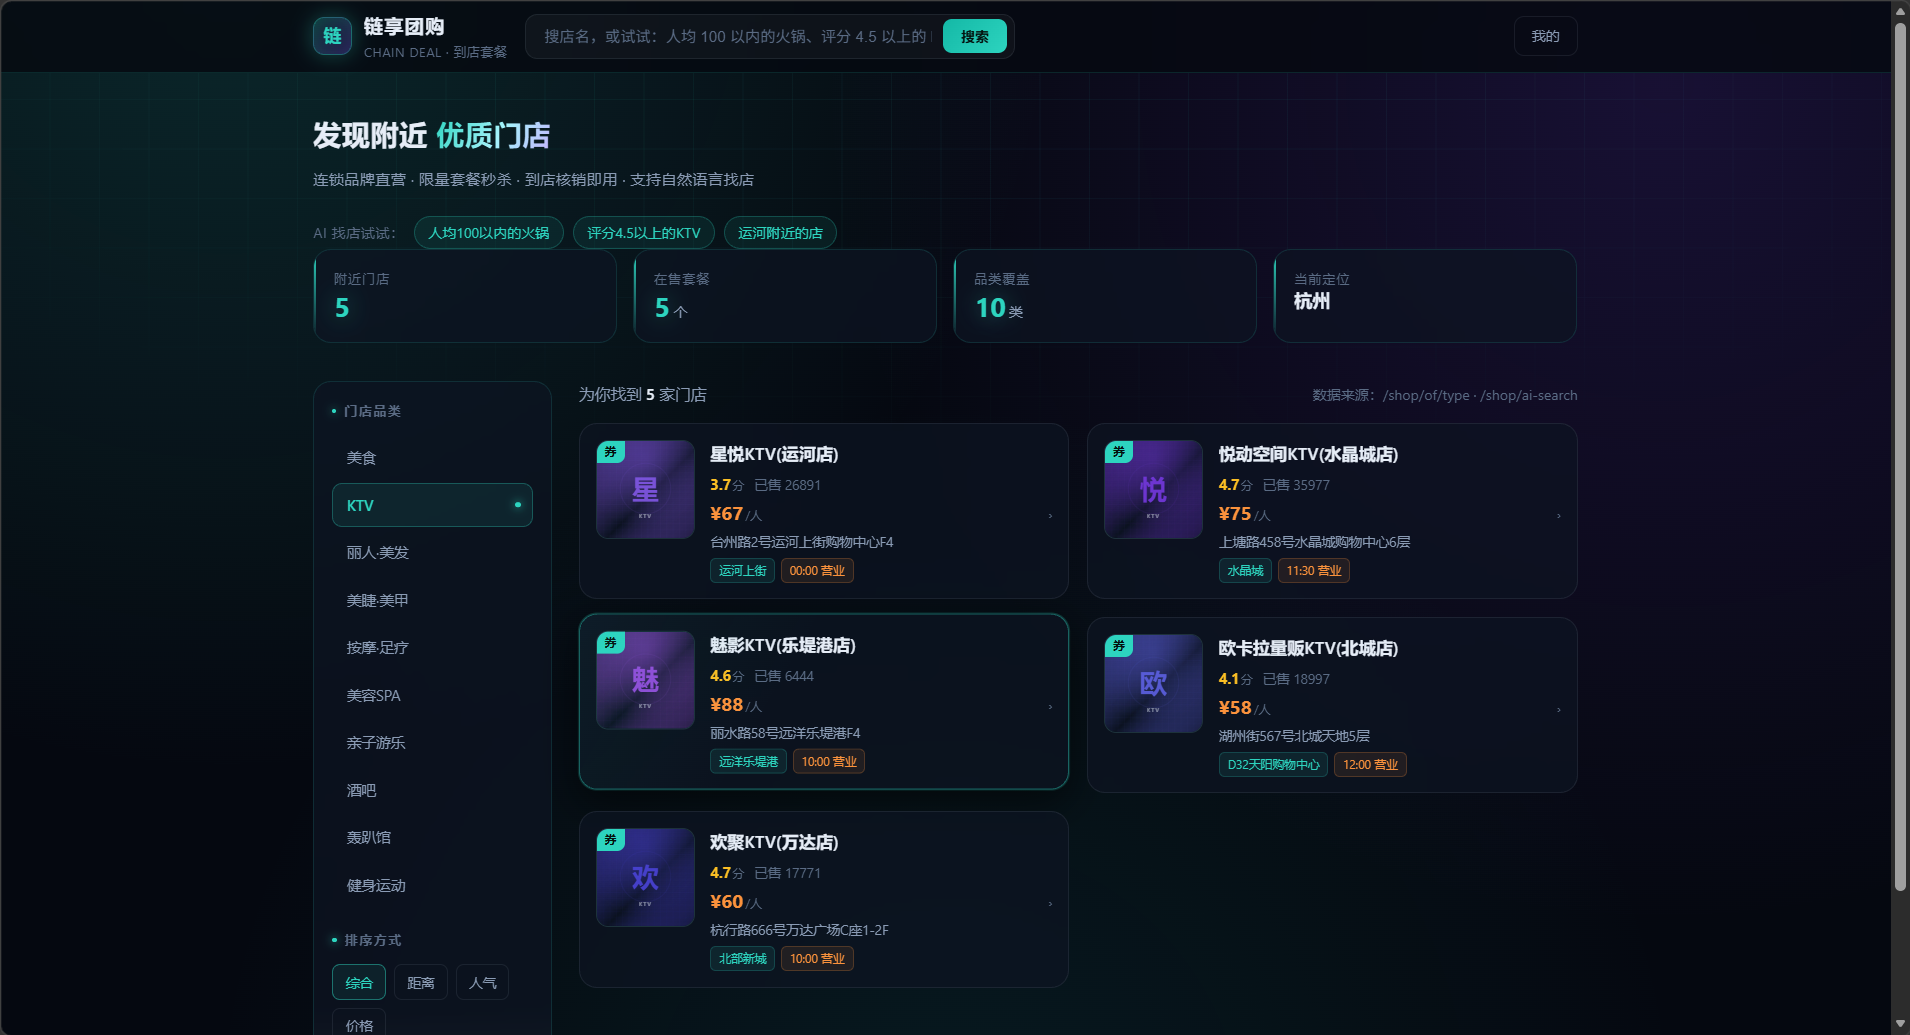 链
链享团购
CHAIN DEAL · 到店套餐
搜店名，或试试：人均 100 以内的火锅、评分 4.5 以上的
搜索
我的
发现附近 优质门店
连锁品牌直营 · 限量套餐秒杀 · 到店核销即用 · 支持自然语言找店
AI 找店试试：
人均100以内的火锅
评分4.5以上的KTV
运河附近的店
附近门店
5
在售套餐
5 个
品类覆盖
10 类
当前定位
杭州
门店品类
美食
KTV
丽人·美发
美睫·美甲
按摩·足疗
美容SPA
亲子游乐
酒吧
轰趴馆
健身运动
排序方式
综合
距离
人气
价格
为你找到 5 家门店
数据来源：/shop/of/type · /shop/ai-search
券
星
KTV
星悦KTV(运河店)
3.7分 已售 26891
¥67/人
台州路2号运河上街购物中心F4
运河上街
00:00 营业
券
悦
KTV
悦动空间KTV(水晶城店)
4.7分 已售 35977
¥75/人
上塘路458号水晶城购物中心6层
水晶城
11:30 营业
券
魅
KTV
魅影KTV(乐堤港店)
4.6分 已售 6444
¥88/人
丽水路58号远洋乐堤港F4
远洋乐堤港
10:00 营业
券
欧
KTV
欧卡拉量贩KTV(北城店)
4.1分 已售 18997
¥58/人
湖州街567号北城天地5层
D32天阳购物中心
12:00 营业
券
欢
KTV
欢聚KTV(万达店)
4.7分 已售 17771
¥60/人
杭行路666号万达广场C座1-2F
北部新城
10:00 营业